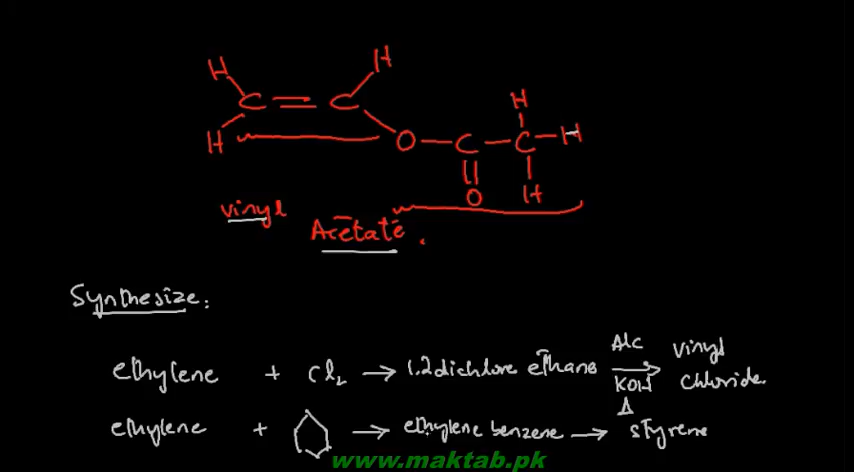 H H
C = C H
H O — C — C — H
O H
vinyl
Acetate.
Synthesize:
ethylene + Cl2 → 1,2 dichloro ethane Alc KOH Δ → Vinyl Chloride
ethylene + → ethylene benzene → styrene
www.maktab.pk